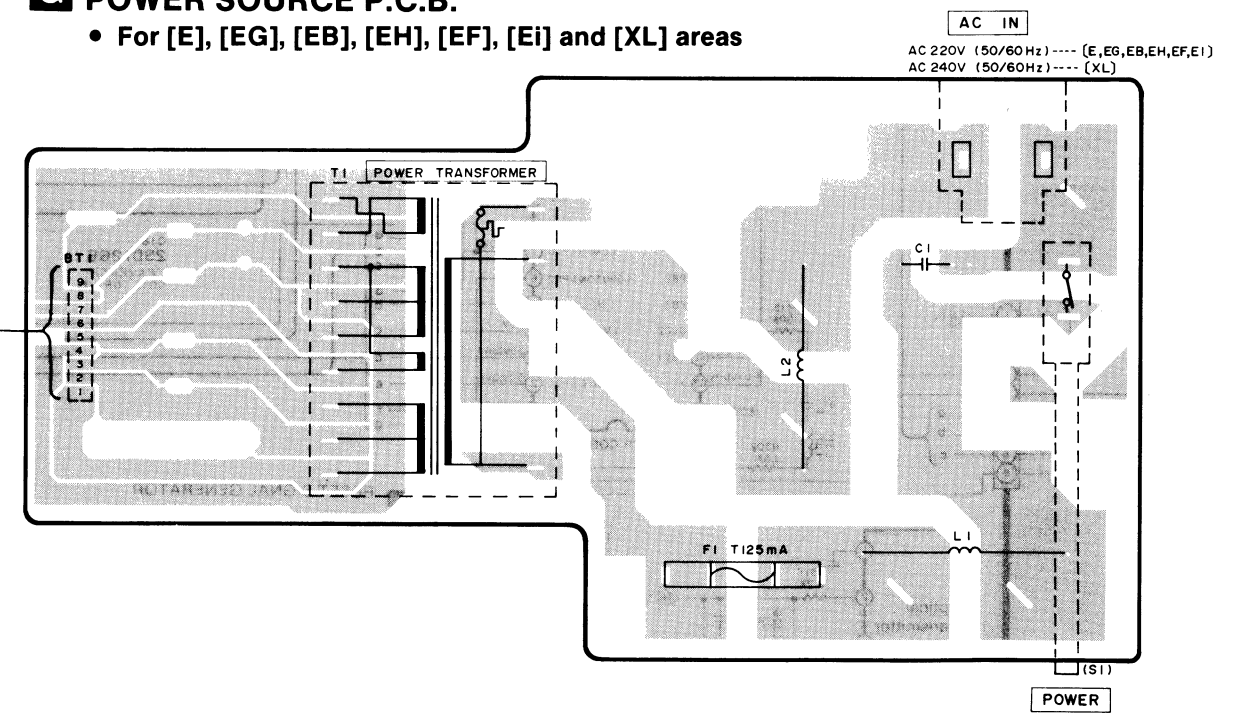 G POWER SOURCE P.C.B.
• For [E], [EG], [EB], [EH], [EF], [Ei] and [XL] areas
AC IN
AC 220V (50/60Hz)---- [E,EG,EB,EH,EF,EI]
AC 240V (50/60Hz)---- [XL]
T1 POWER TRANSFORMER
BT1
9
8
7
6
5
4
3
2
1
C1
L2
L1
F1 T125mA
(S1)
POWER